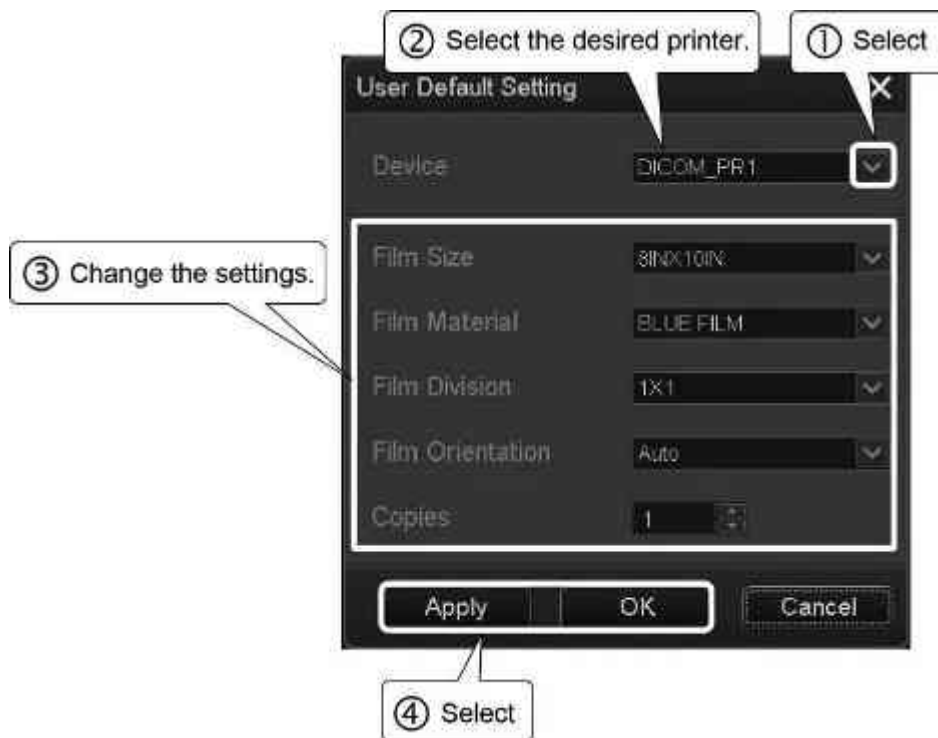 ② Select the desired printer.
① Select
User Default Setting
Device
DICOM_PR1
③ Change the settings.
Film Size
8INX10IN
Film Material
BLUE FILM
Film Division
1X1
Film Orientation
Auto
Copies
1
Apply
OK
Cancel
④ Select